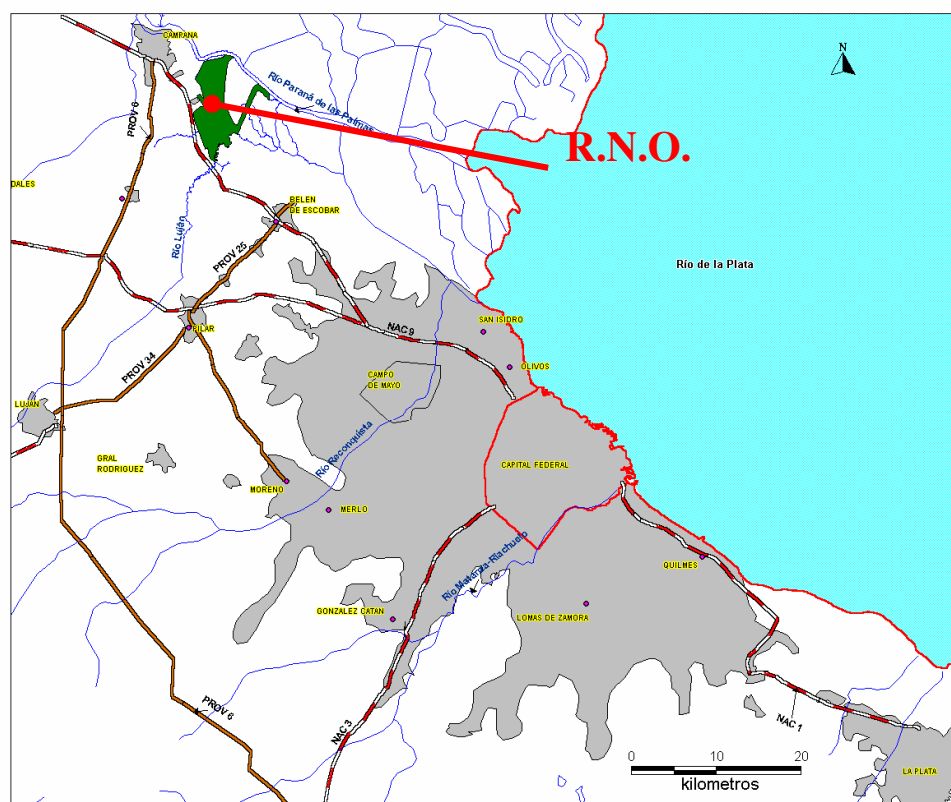 CAMPANA
N
Río Paraná de las Palmas
PROV 6
R.N.O.
DALES
BELEN
DE ESCOBAR
Río Luján
PROV 25
Río de la Plata
SAN ISIDRO
NAC 9
PILAR
PROV 34
OLIVOS
CAMPO
DE MAYO
LUJAN
Río Reconquista
GRAL
RODRIGUEZ
CAPITAL FEDERAL
MORENO
MERLO
Río Matanza-Riachuelo
QUILMES
GONZALEZ CATAN
LOMAS DE ZAMORA
PROV 6
NAC 3
NAC 1
0 10 20
kilometros
LA PLATA